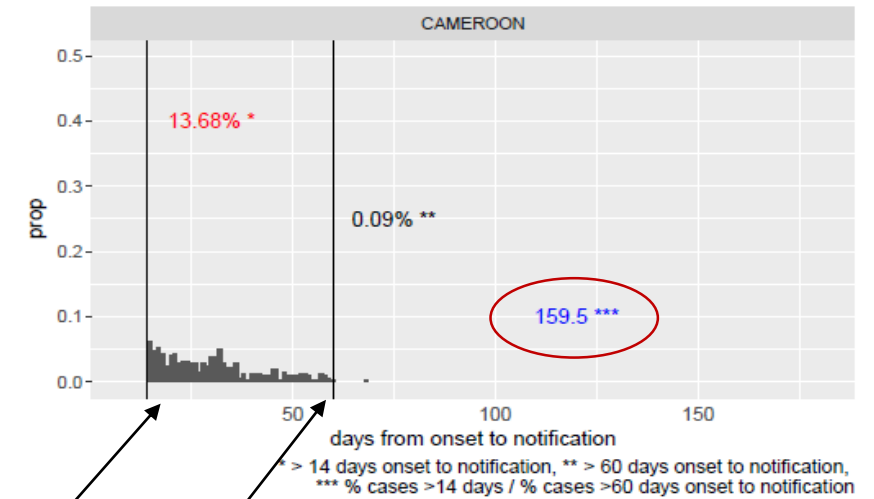 CAMEROON
0.5
13.68% *
0.4
0.3
0.09% **
prop
0.2
159.5 ***
0.1
0.0
50 100 150
days from onset to notification
* > 14 days onset to notification, ** > 60 days onset to notification,
*** % cases >14 days / % cases >60 days onset to notification